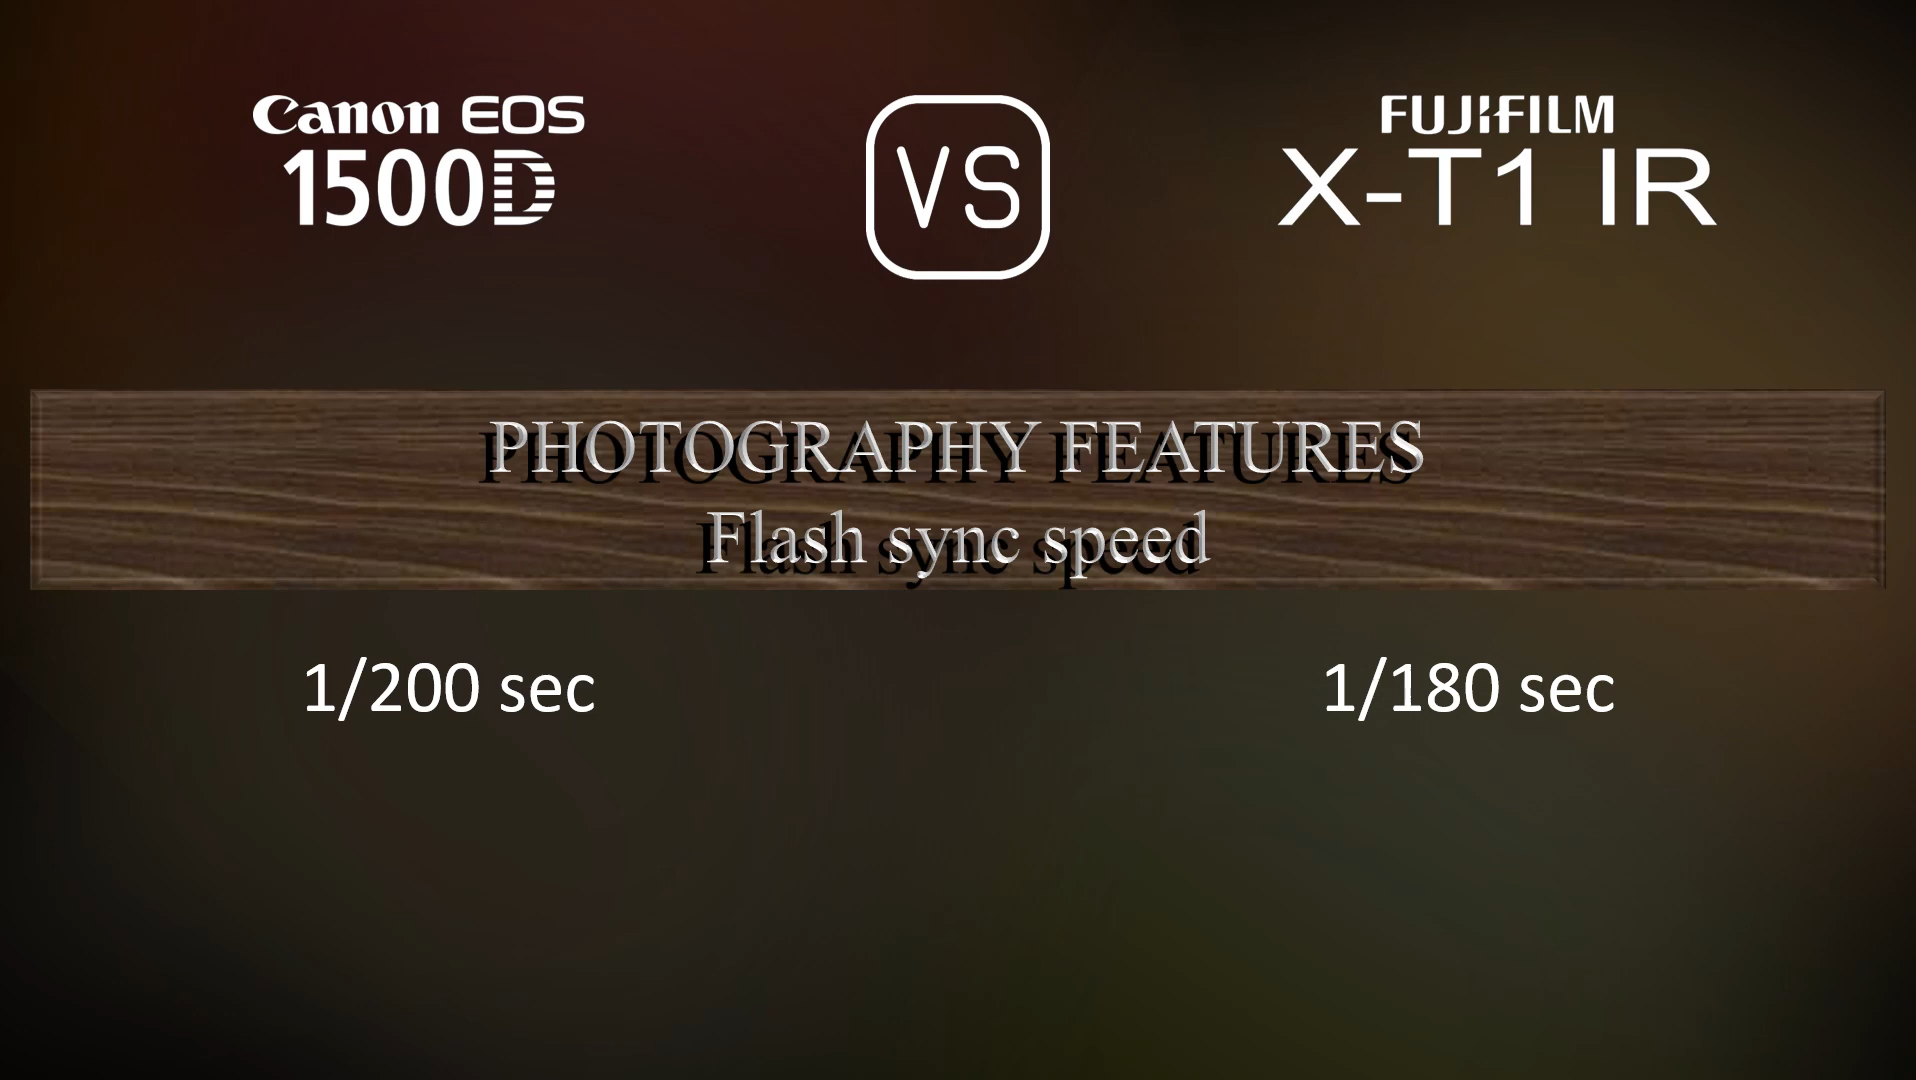 Canon EOS
1500D
VS
FUJIFILM
X-T1 IR
PHOTOGRAPHY FEATURES
Flash sync speed
1/200 sec
1/180 sec